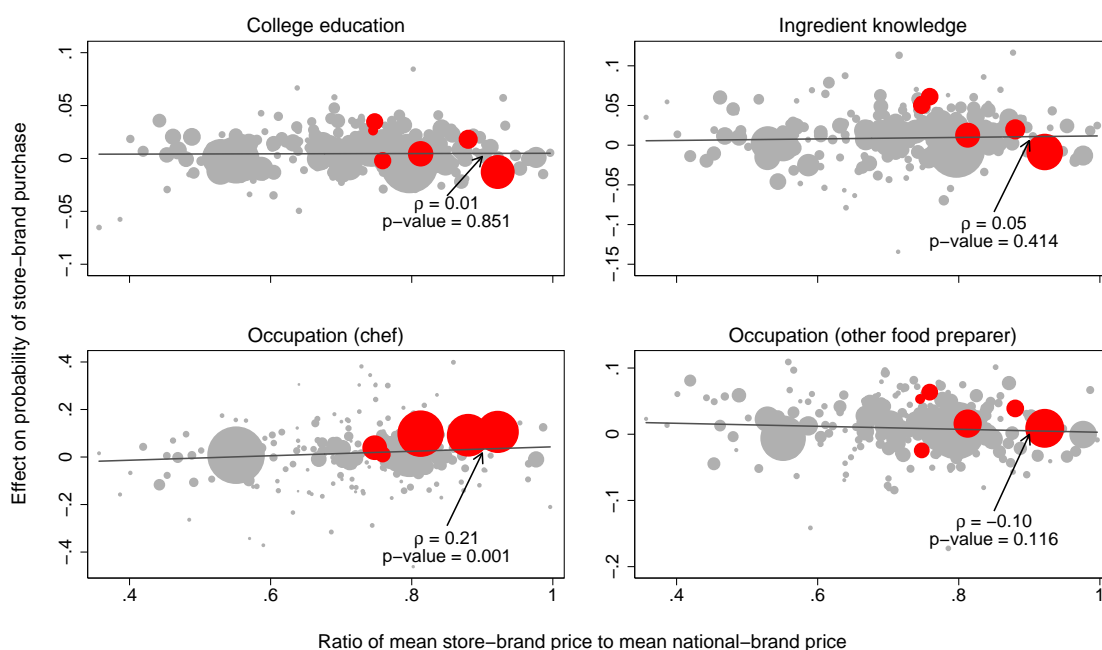 College education
Ingredient knowledge
.1
.05
0
−.05
−.1
ρ = 0.01
p−value = 0.851
.1
.05
0
−.05
−.1
−.15
ρ = 0.05
p−value = 0.414
Effect on probability of store−brand purchase
Occupation (chef)
Occupation (other food preparer)
.4
.2
0
−.2
−.4
ρ = 0.21
p−value = 0.001
.4
.6
.8
1
.1
0
−.1
−.2
ρ = −0.10
p−value = 0.116
.4
.6
.8
1
Ratio of mean store−brand price to mean national−brand price